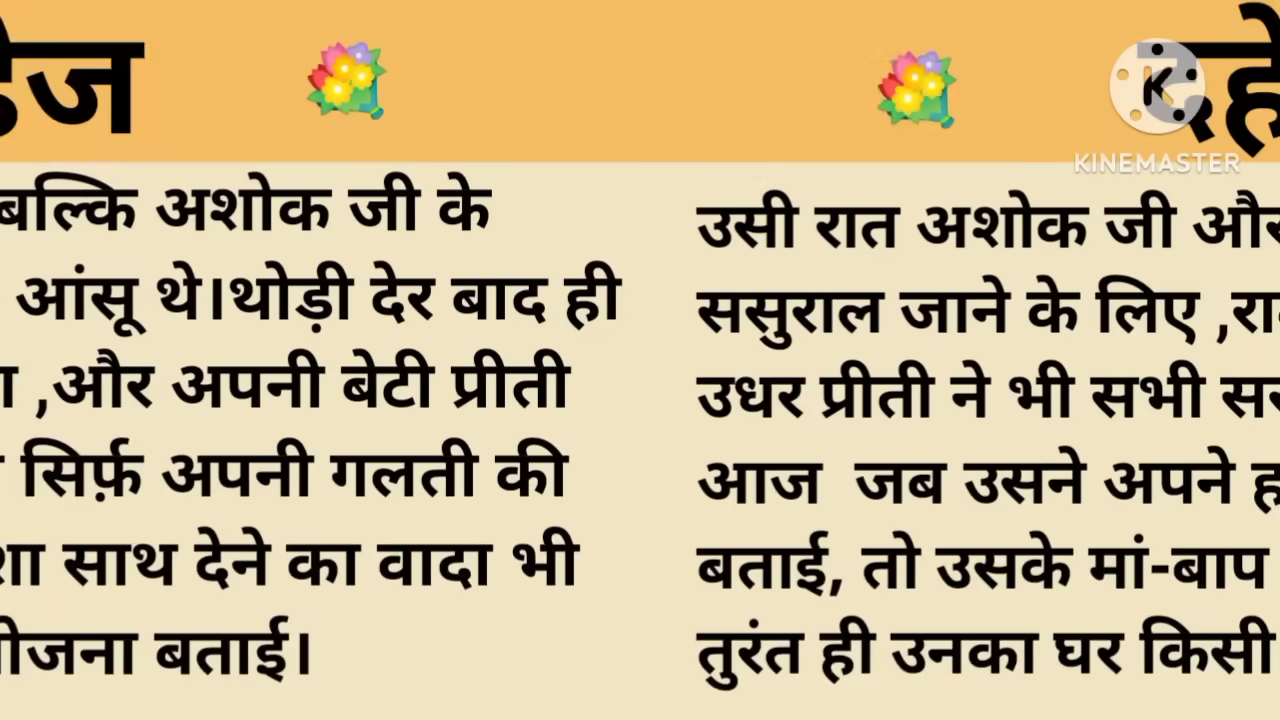 बल्कि अशोक जी के
आंसू थे।थोड़ी देर बाद ही
,और अपनी बेटी प्रीती
सिर्फ़ अपनी गलती की
साथ देने का वादा भी
बताई।
KINEMASTER
उसी रात अशोक जी
ससुराल जाने के लिए ,
उधर प्रीती ने भी सभी
आज जब उसने अपने
बताई, तो उसके मां-बाप
तुरंत ही उनका घर किसी